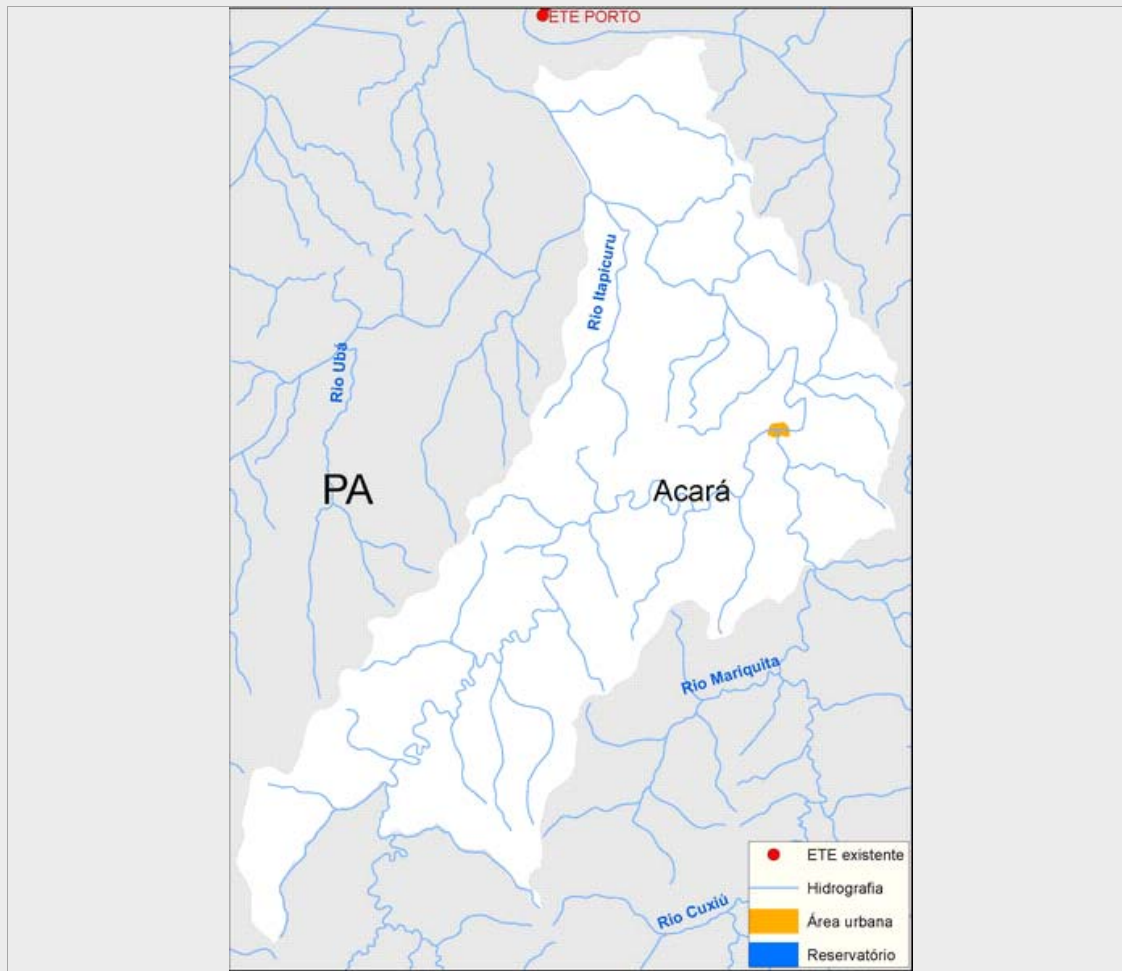 ETE PORTO
Rio Itapicuru
Rio Ubá
PA
Acará
Rio Mariquita
Rio Cuxiú
ETE existente
Hidrografia
Área urbana
Reservatório